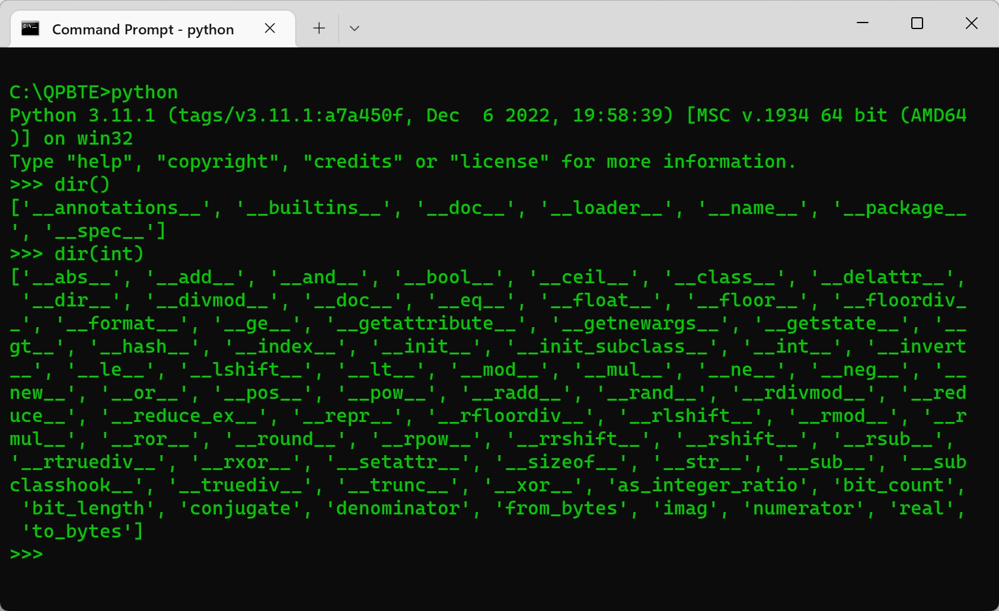 Command Prompt - python
C:\QPBTE>python
Python 3.11.1 (tags/v3.11.1:a7a450f, Dec  6 2022, 19:58:39) [MSC v.1934 64 bit (AMD64
)] on win32
Type "help", "copyright", "credits" or "license" for more information.
>>> dir()
['__annotations__', '__builtins__', '__doc__', '__loader__', '__name__', '__package__
', '__spec__']
>>> dir(int)
['__abs__', '__add__', '__and__', '__bool__', '__ceil__', '__class__', '__delattr__',
 '__dir__', '__divmod__', '__doc__', '__eq__', '__float__', '__floor__', '__floordiv_
_', '__format__', '__ge__', '__getattribute__', '__getnewargs__', '__getstate__', '__
gt__', '__hash__', '__index__', '__init__', '__init_subclass__', '__int__', '__invert
__', '__le__', '__lshift__', '__lt__', '__mod__', '__mul__', '__ne__', '__neg__', '__
new__', '__or__', '__pos__', '__pow__', '__radd__', '__rand__', '__rdivmod__', '__red
uce__', '__reduce_ex__', '__repr__', '__rfloordiv__', '__rlshift__', '__rmod__', '__r
mul__', '__ror__', '__round__', '__rpow__', '__rrshift__', '__rshift__', '__rsub__',
'__rtruediv__', '__rxor__', '__setattr__', '__sizeof__', '__str__', '__sub__', '__sub
classhook__', '__truediv__', '__trunc__', '__xor__', 'as_integer_ratio', 'bit_count',
 'bit_length', 'conjugate', 'denominator', 'from_bytes', 'imag', 'numerator', 'real',
 'to_bytes']
>>>